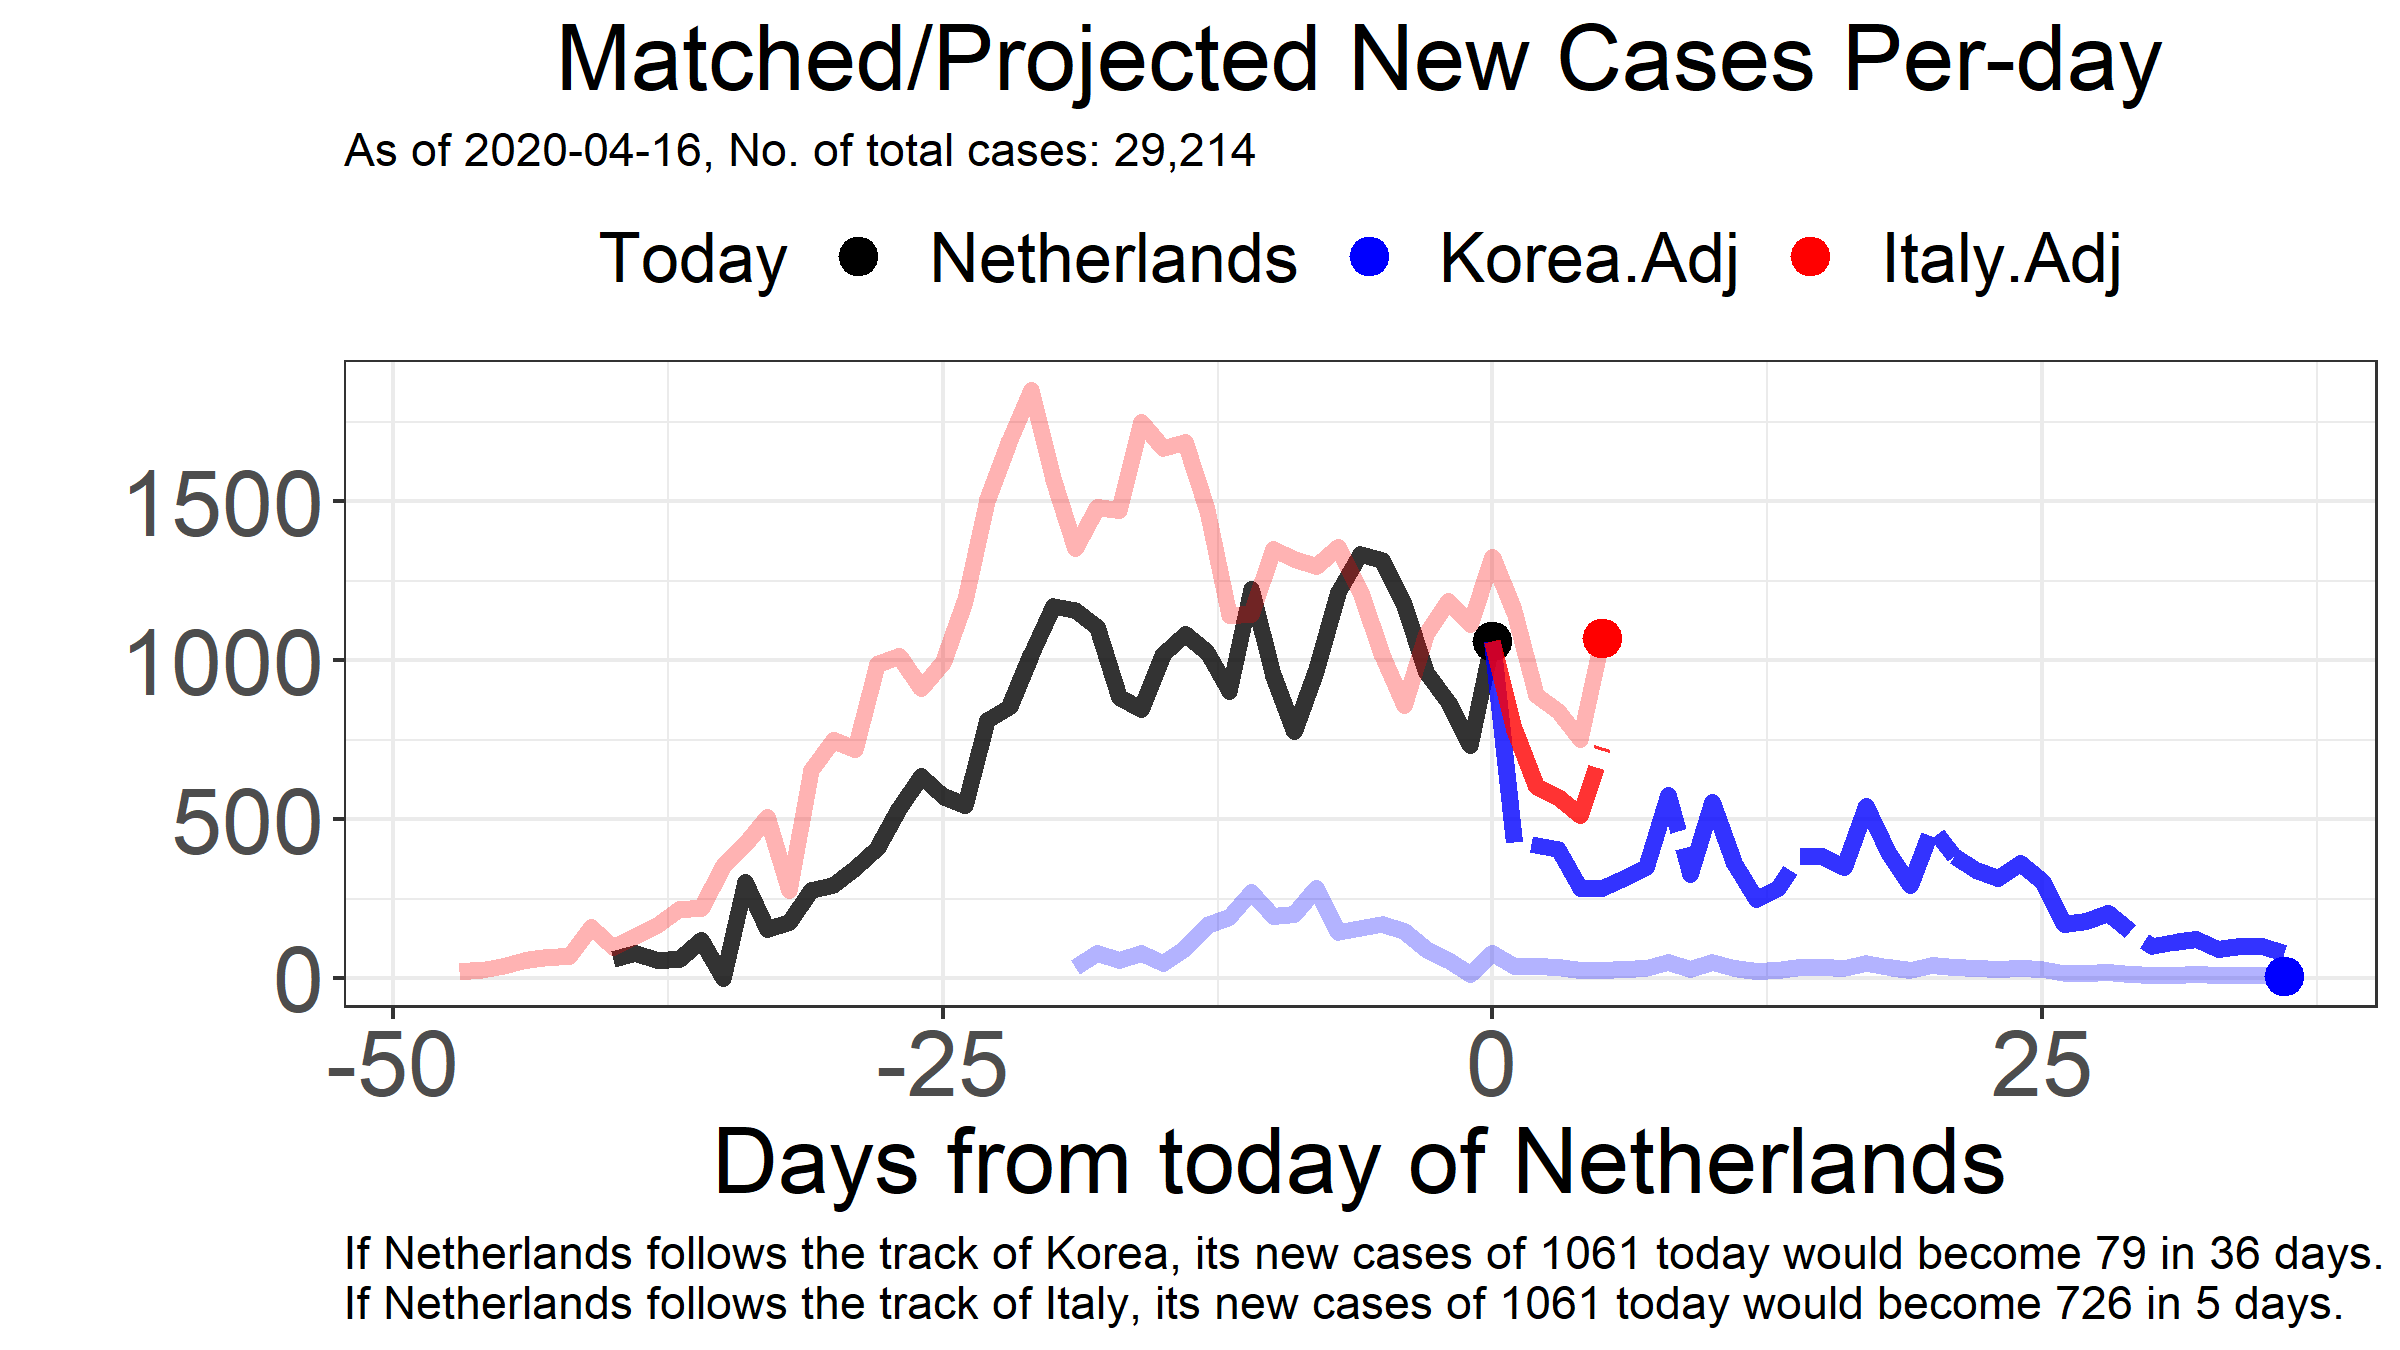 Matched/Projected New Cases Per-day
As of 2020-04-16, No. of total cases: 29,214
Today Netherlands Korea.Adj Italy.Adj
1500
1000
500
0
-50 -25 0 25
Days from today of Netherlands
If Netherlands follows the track of Korea, its new cases of 1061 today would become 79 in 36 days.
If Netherlands follows the track of Italy, its new cases of 1061 today would become 726 in 5 days.